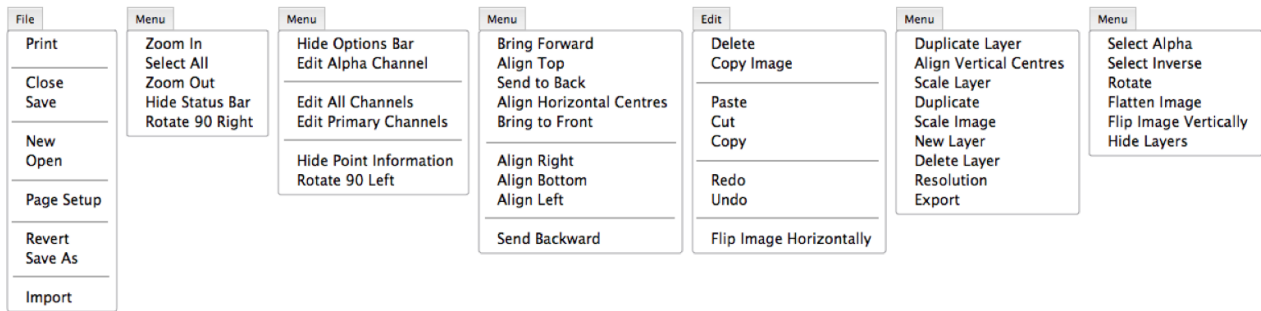 File
Print
Close
Save
New
Open
Page Setup
Revert
Save As
Import
Menu
Zoom In
Select All
Zoom Out
Hide Status Bar
Rotate 90 Right
Menu
Hide Options Bar
Edit Alpha Channel
Edit All Channels
Edit Primary Channels
Hide Point Information
Rotate 90 Left
Menu
Bring Forward
Align Top
Send to Back
Align Horizontal Centres
Bring to Front
Align Right
Align Bottom
Align Left
Send Backward
Edit
Delete
Copy Image
Paste
Cut
Copy
Redo
Undo
Flip Image Horizontally
Menu
Duplicate Layer
Align Vertical Centres
Scale Layer
Duplicate
Scale Image
New Layer
Delete Layer
Resolution
Export
Menu
Select Alpha
Select Inverse
Rotate
Flatten Image
Flip Image Vertically
Hide Layers